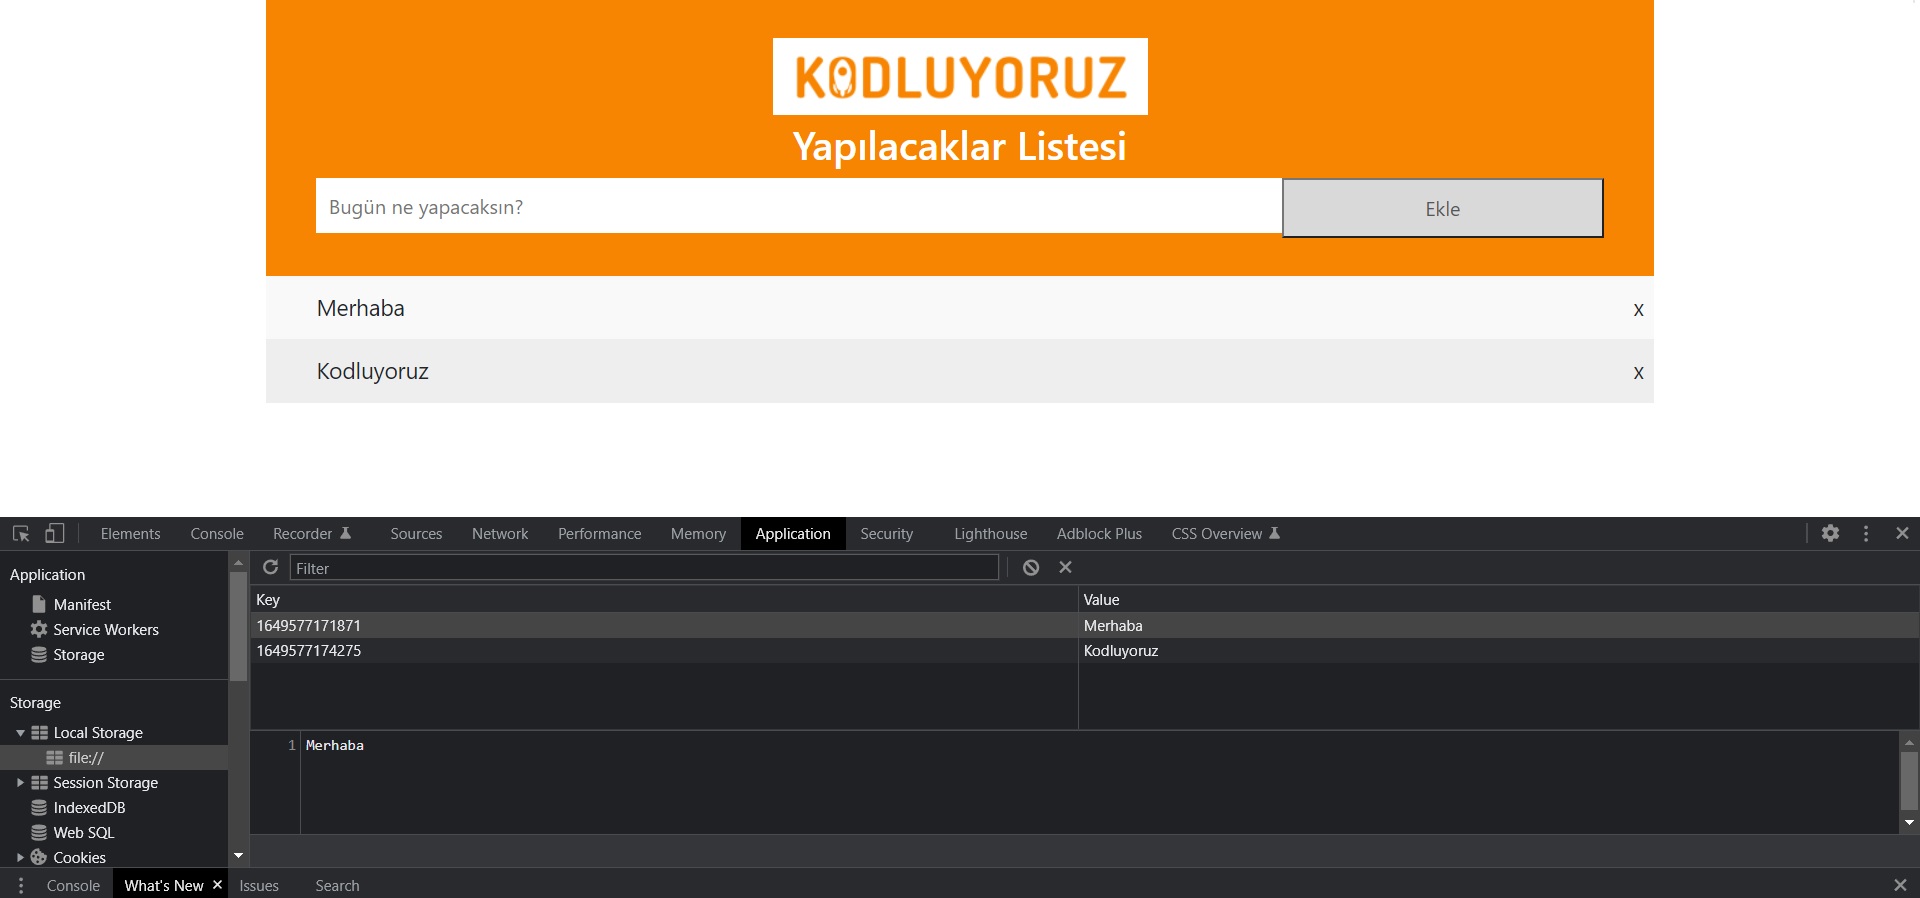 KODLUYORUZ
Yapılacaklar Listesi
Bugün ne yapacaksın? Ekle
Merhaba x
Kodluyoruz x
Elements Console Recorder Sources Network Performance Memory Application Security Lighthouse Adblock Plus CSS Overview
Application
Filter
Manifest
Service Workers
Storage
Key Value
1649577171871 Merhaba
1649577174275 Kodluyoruz
Storage
Local Storage
file://
Session Storage
IndexedDB
Web SQL
Cookies
1 Merhaba
Console What's New Issues Search